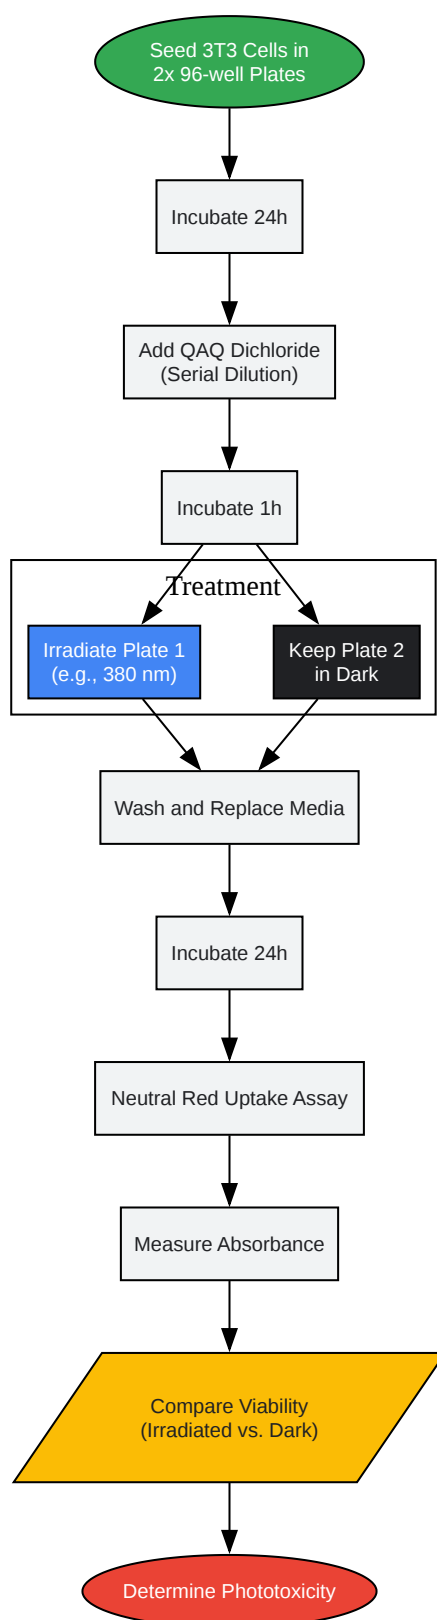 Seed 3T3 Cells in
2x 96-well Plates
Incubate 24h
Add QAQ Dichloride
(Serial Dilution)
Incubate 1h
Treatment
Irradiate Plate 1
(e.g., 380 nm)
Keep Plate 2
in Dark
Wash and Replace Media
Incubate 24h
Neutral Red Uptake Assay
Measure Absorbance
Compare Viability
(Irradiated vs. Dark)
Determine Phototoxicity